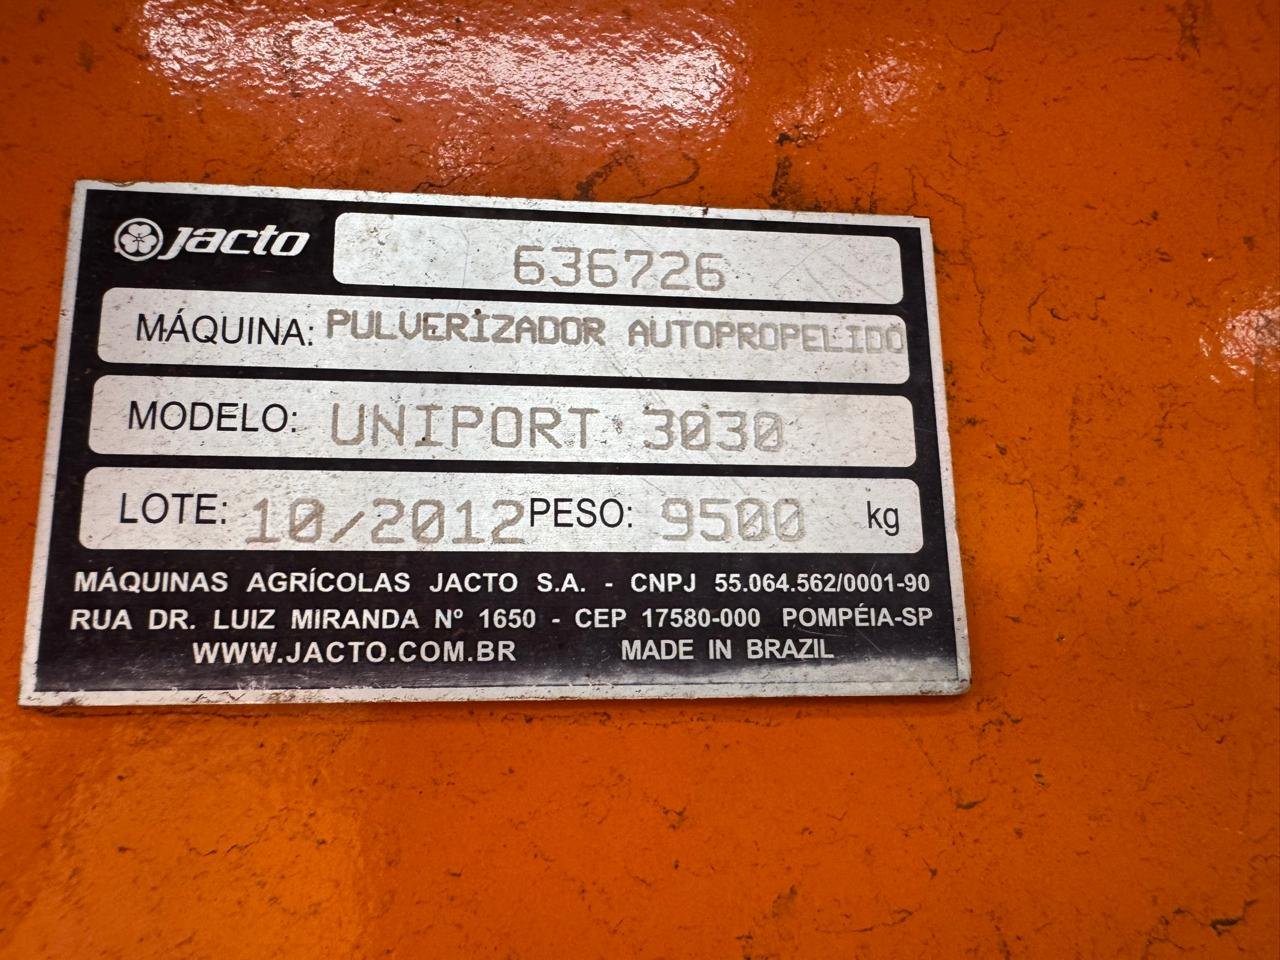 jacto 636726
MÁQUINA: PULVERIZADOR AUTOPROPELIDO
MODELO: UNIPORT 3030
LOTE: 10/2012 PESO: 9500 kg
MÁQUINAS AGRÍCOLAS JACTO S.A. - CNPJ 55.064.562/0001-90
RUA DR. LUIZ MIRANDA Nº 1650 - CEP 17580-000 POMPÉIA-SP
WWW.JACTO.COM.BR MADE IN BRAZIL